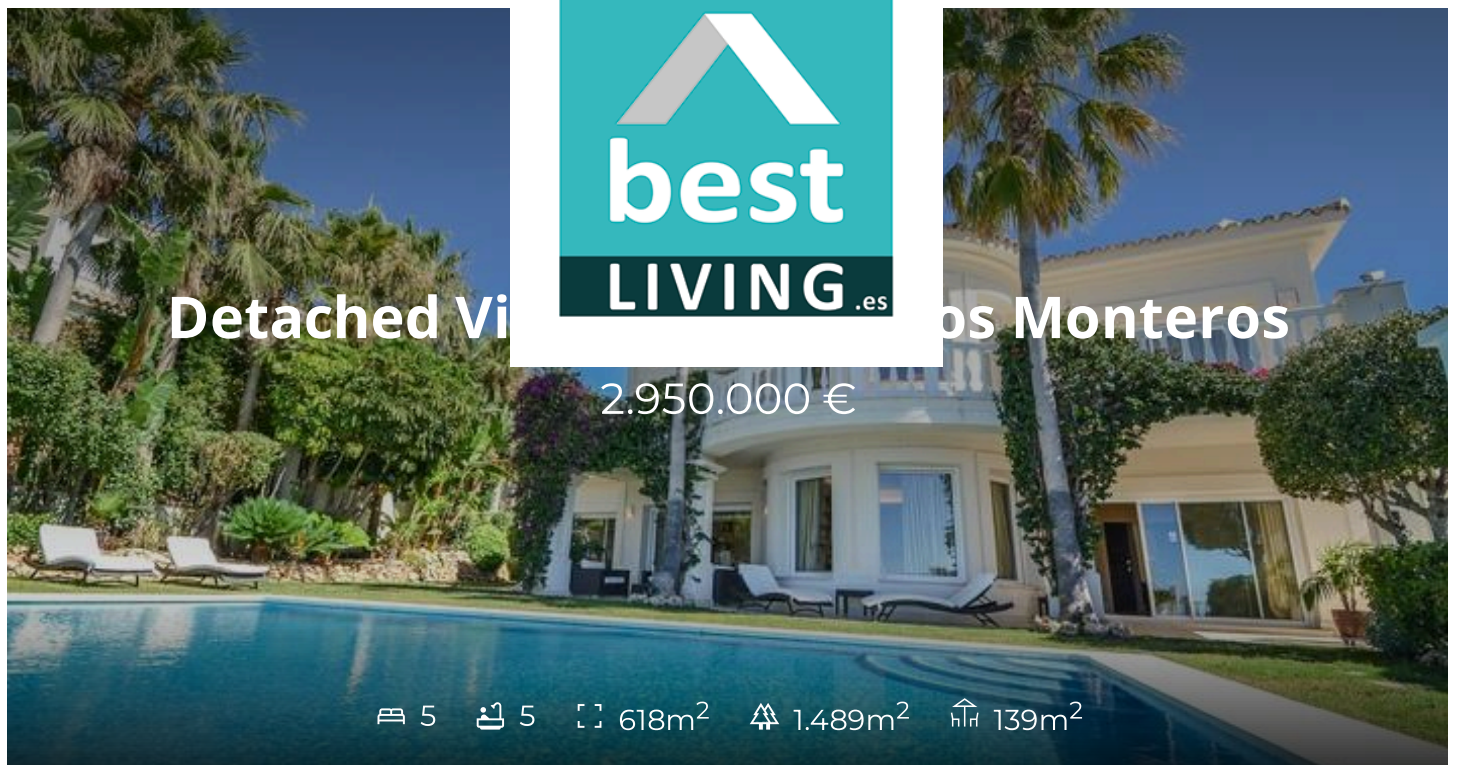 best
LIVING.es
Detached Vi os Monteros
2.950.000 €
5 5 618m² 1.489m² 139m²